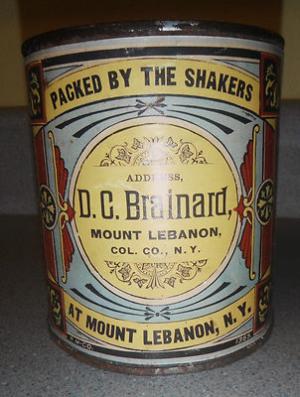 PACKED BY THE SHAKERS
ADDRESS,
D.C. Brainard,
MOUNT LEBANON,
COL. CO., N.Y.
AT MOUNT LEBANON, N.Y.